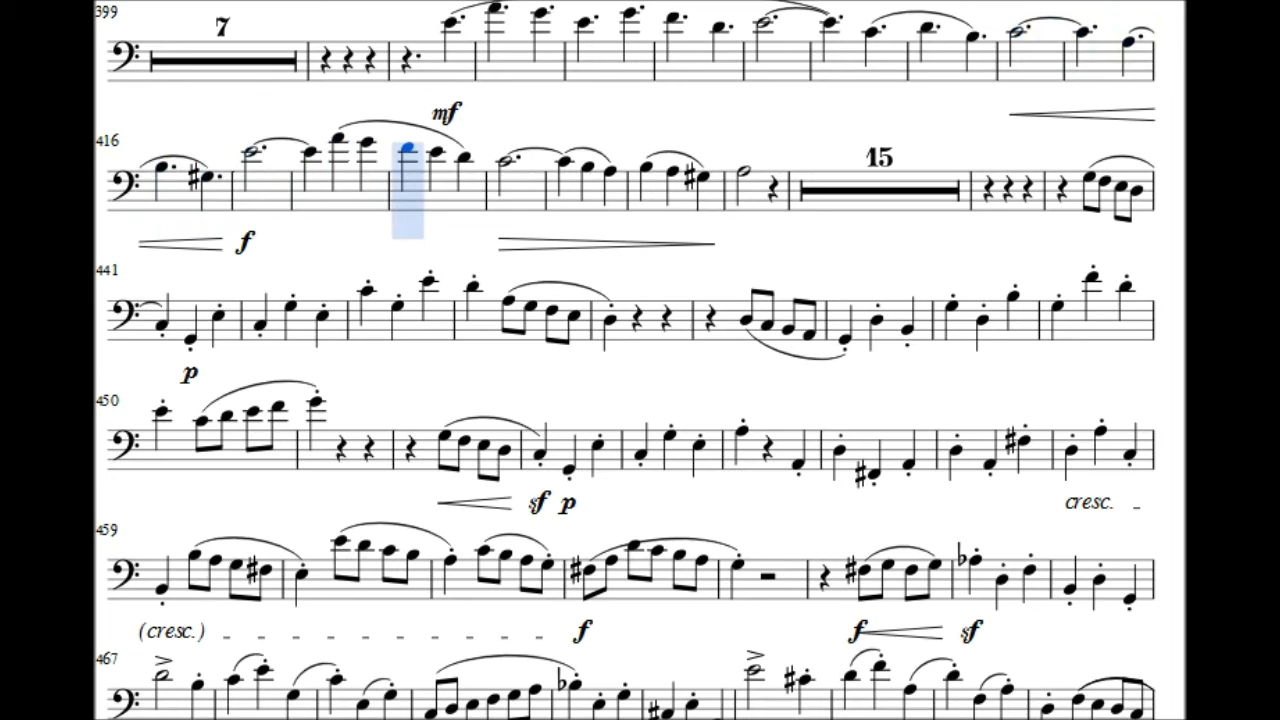 399
7
mf
416
15
f
441
p
450
sf p
cresc. _
459
(cresc.) _ _ _ _ _ _ _ _
f
f
sf
467